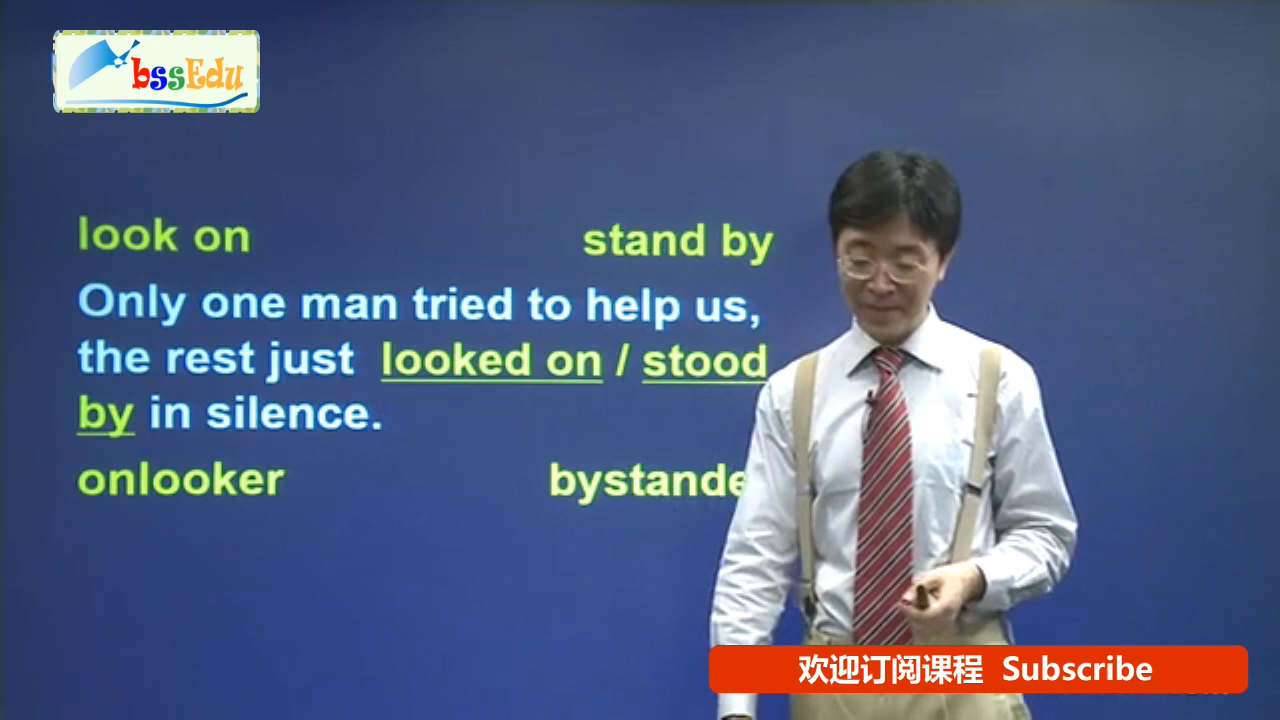 bssEdu
look on stand by
Only one man tried to help us,
the rest just looked on / stood
by in silence.
onlooker bystande
欢迎订阅课程 Subscribe